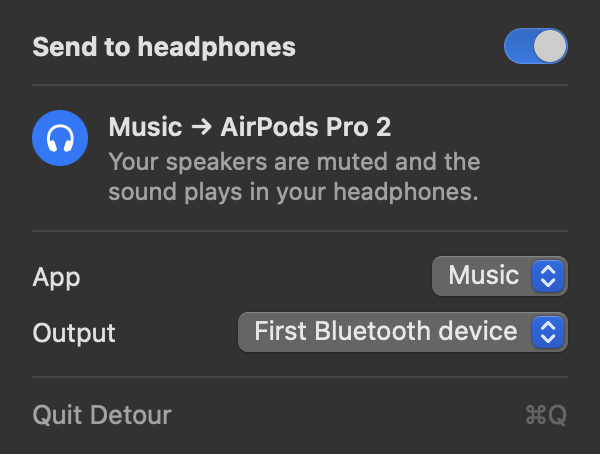 Send to headphones
Music → AirPods Pro 2
Your speakers are muted and the
sound plays in your headphones.
App
Music
Output
First Bluetooth device
Quit Detour
⌘Q